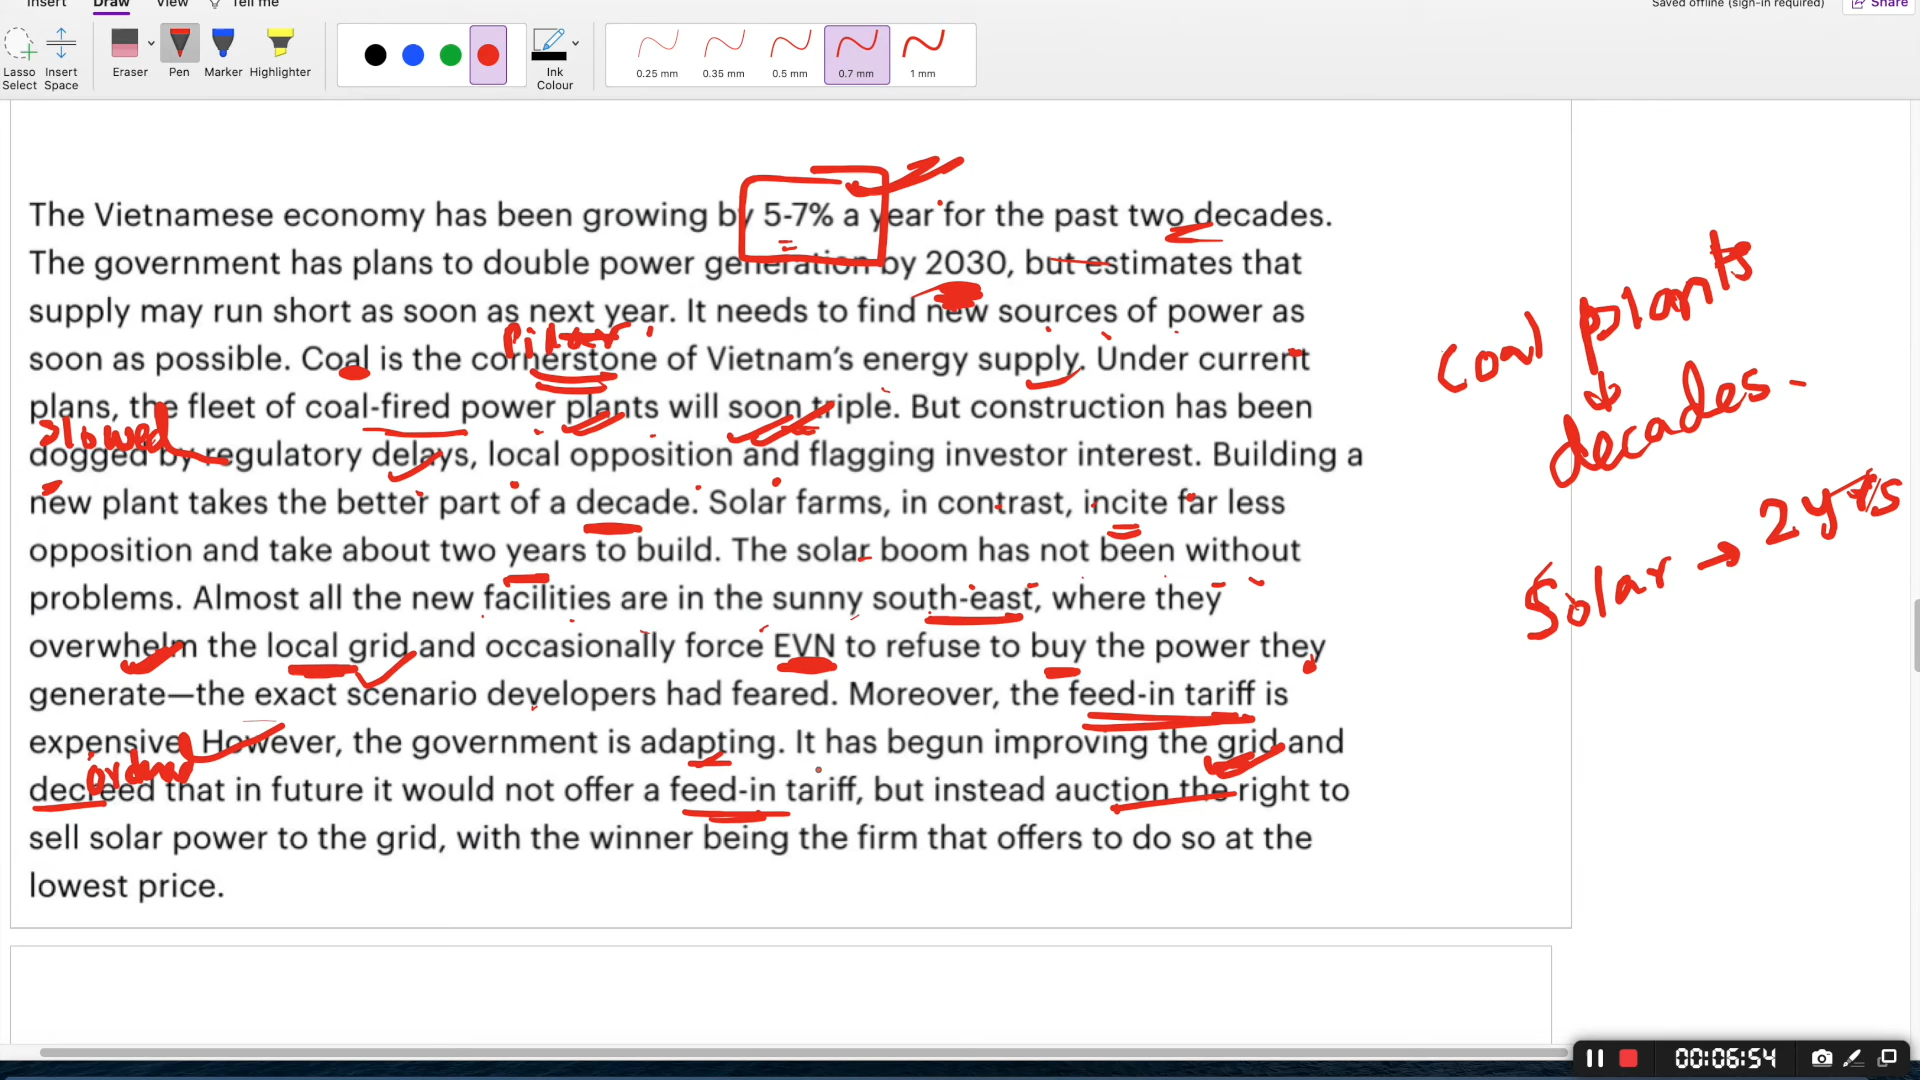 Insert Draw View Tell me Saved offline (sign-in required) Share
Lasso Select Insert Space Eraser Pen Marker Highlighter Ink Colour 0.25 mm 0.35 mm 0.5 mm 0.7 mm 1 mm
The Vietnamese economy has been growing by 5-7% a year for the past two decades.
The government has plans to double power generation by 2030, but estimates that
supply may run short as soon as next year. It needs to find new sources of power as
soon as possible. Coal is the cornerstone of Vietnam's energy supply. Under current
plans, the fleet of coal-fired power plants will soon triple. But construction has been
slowed
dogged by regulatory delays, local opposition and flagging investor interest. Building a
new plant takes the better part of a decade. Solar farms, in contrast, incite far less
opposition and take about two years to build. The solar boom has not been without
problems. Almost all the new facilities are in the sunny south-east, where they
overwhelm the local grid and occasionally force EVN to refuse to buy the power they
generate—the exact scenario developers had feared. Moreover, the feed-in tariff is
expensive. However, the government is adapting. It has begun improving the grid and
decreed that in future it would not offer a feed-in tariff, but instead auction the right to
sell solar power to the grid, with the winner being the firm that offers to do so at the
lowest price.
Coal plants
decades
Solar → 2 yrs
00:06:54